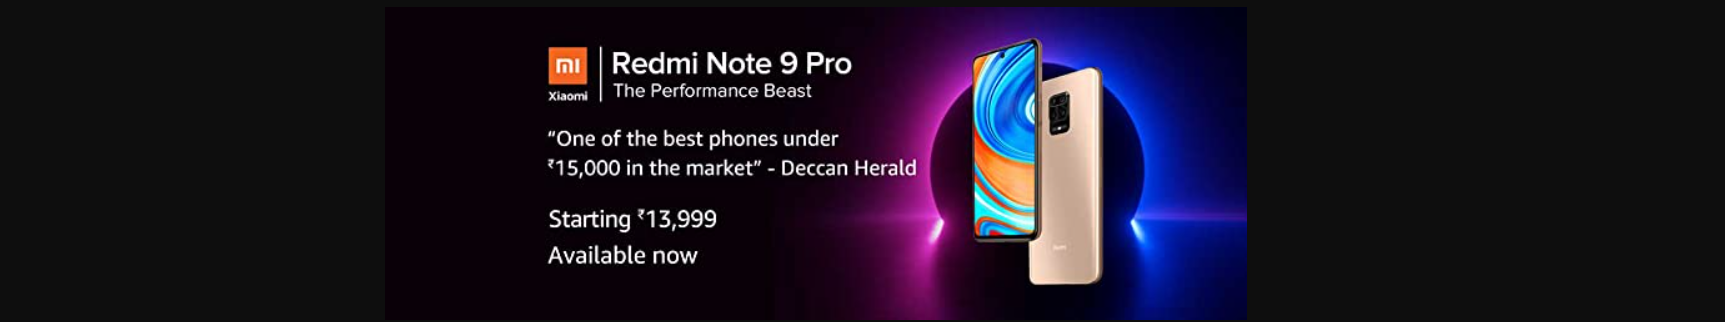 mi
Xiaomi
Redmi Note 9 Pro
The Performance Beast
“One of the best phones under
₹15,000 in the market” - Deccan Herald
Starting ₹13,999
Available now